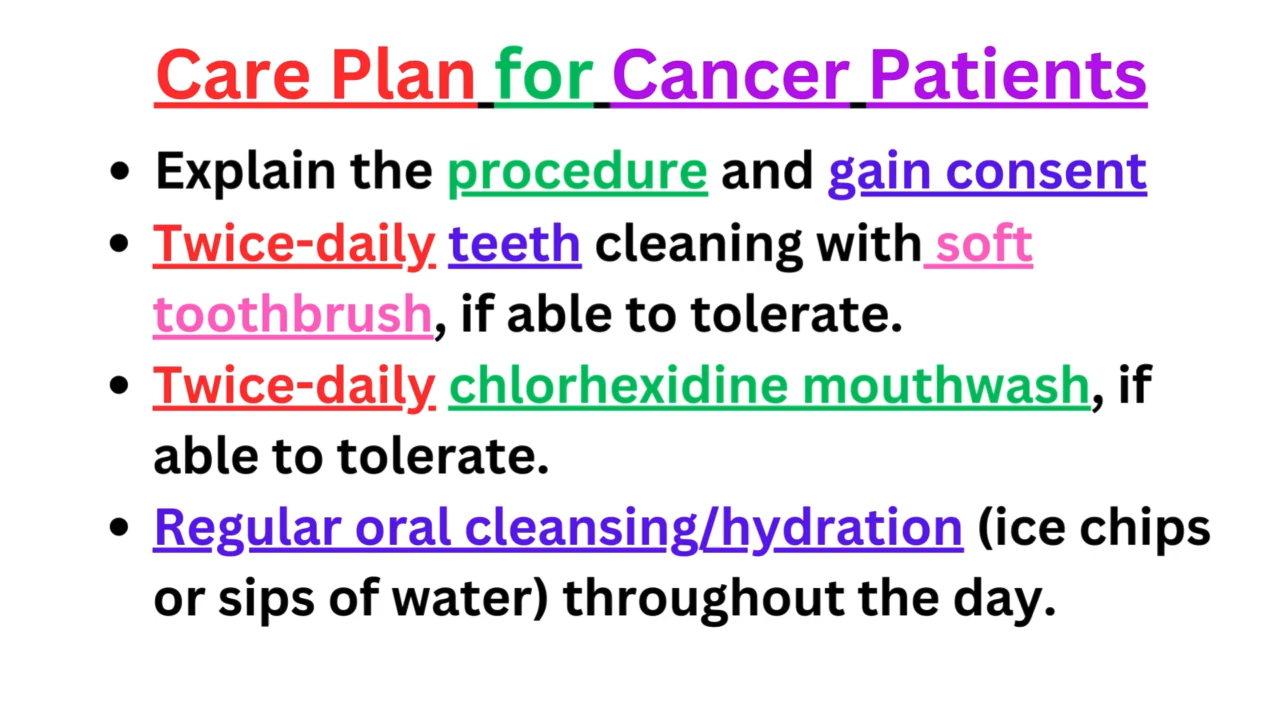 Care Plan for Cancer Patients
• Explain the procedure and gain consent
• Twice-daily teeth cleaning with soft
toothbrush, if able to tolerate.
• Twice-daily chlorhexidine mouthwash, if
able to tolerate.
• Regular oral cleansing/hydration (ice chips
or sips of water) throughout the day.